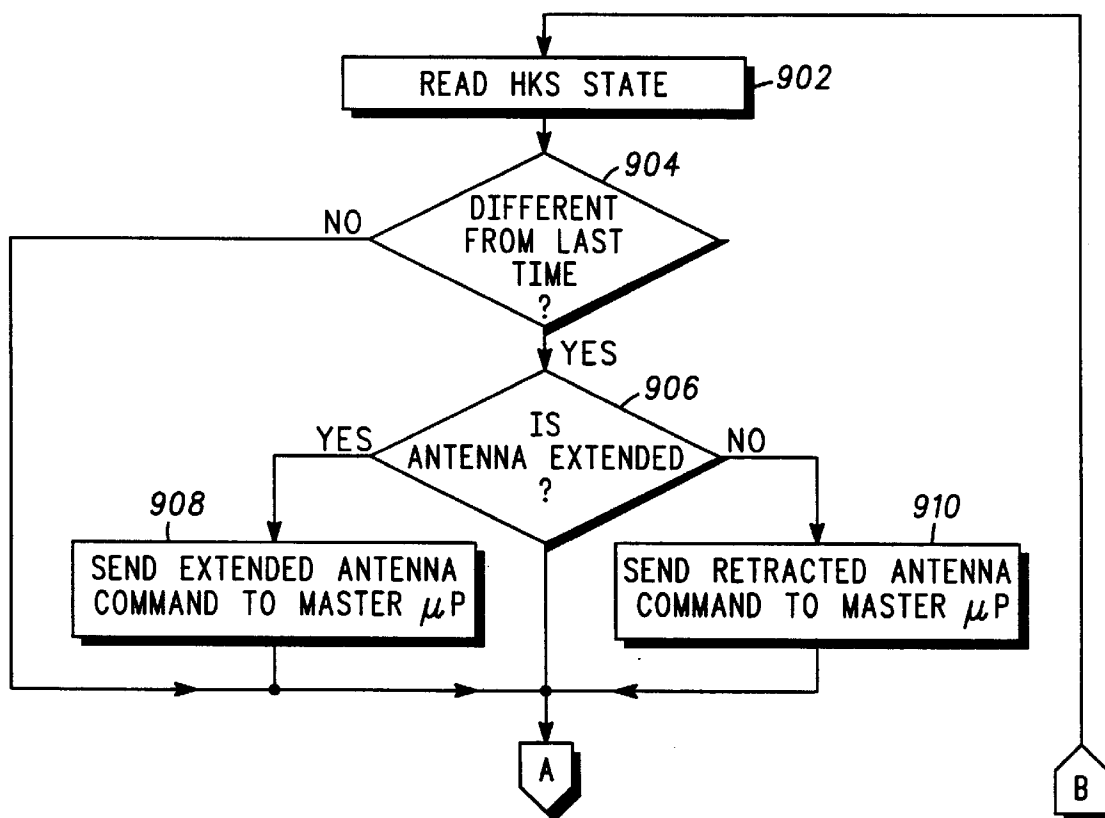 READ HKS STATE
902
904
DIFFERENT
FROM LAST
TIME
?
NO
YES
906
IS
ANTENNA EXTENDED
?
YES
NO
908
SEND EXTENDED ANTENNA
COMMAND TO MASTER μP
910
SEND RETRACTED ANTENNA
COMMAND TO MASTER μP
A
B